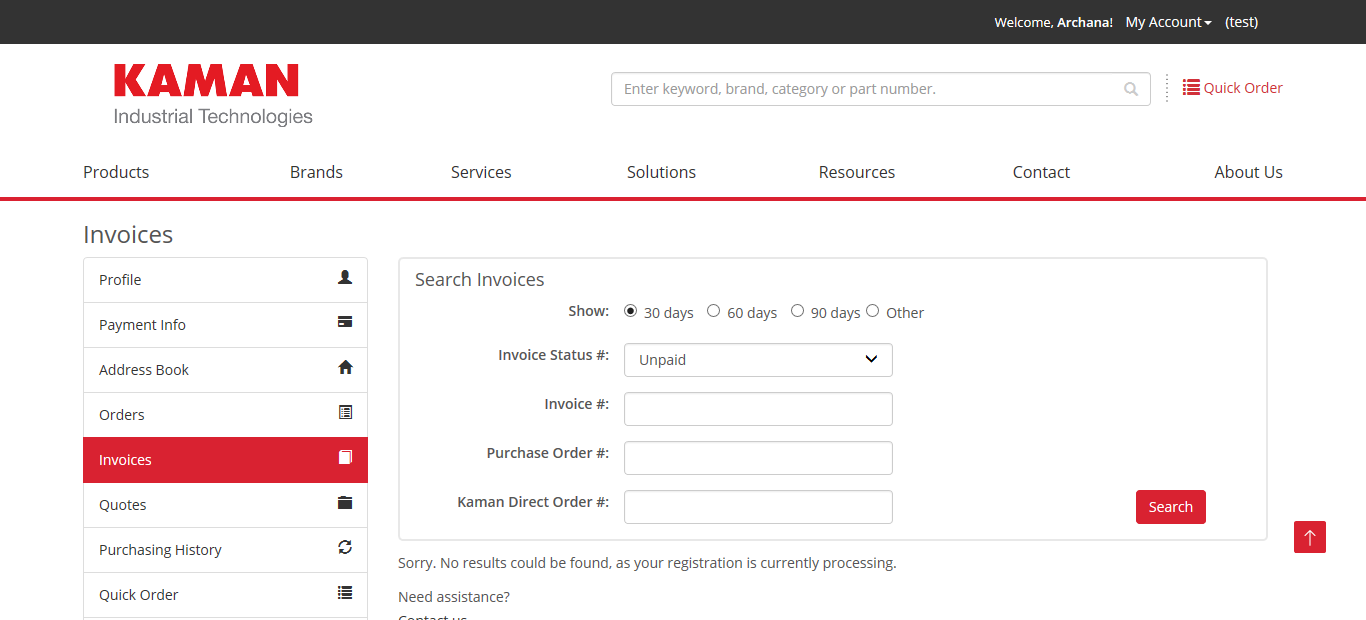 Welcome, Archana! My Account (test)
KAMAN
Industrial Technologies
Enter keyword, brand, category or part number.
Quick Order
Products Brands Services Solutions Resources Contact About Us
Invoices
Profile
Payment Info
Address Book
Orders
Invoices
Quotes
Purchasing History
Quick Order
Search Invoices
Show: 30 days 60 days 90 days Other
Invoice Status #: Unpaid
Invoice #:
Purchase Order #:
Kaman Direct Order #:
Search
Sorry. No results could be found, as your registration is currently processing.
Need assistance?
Contact us